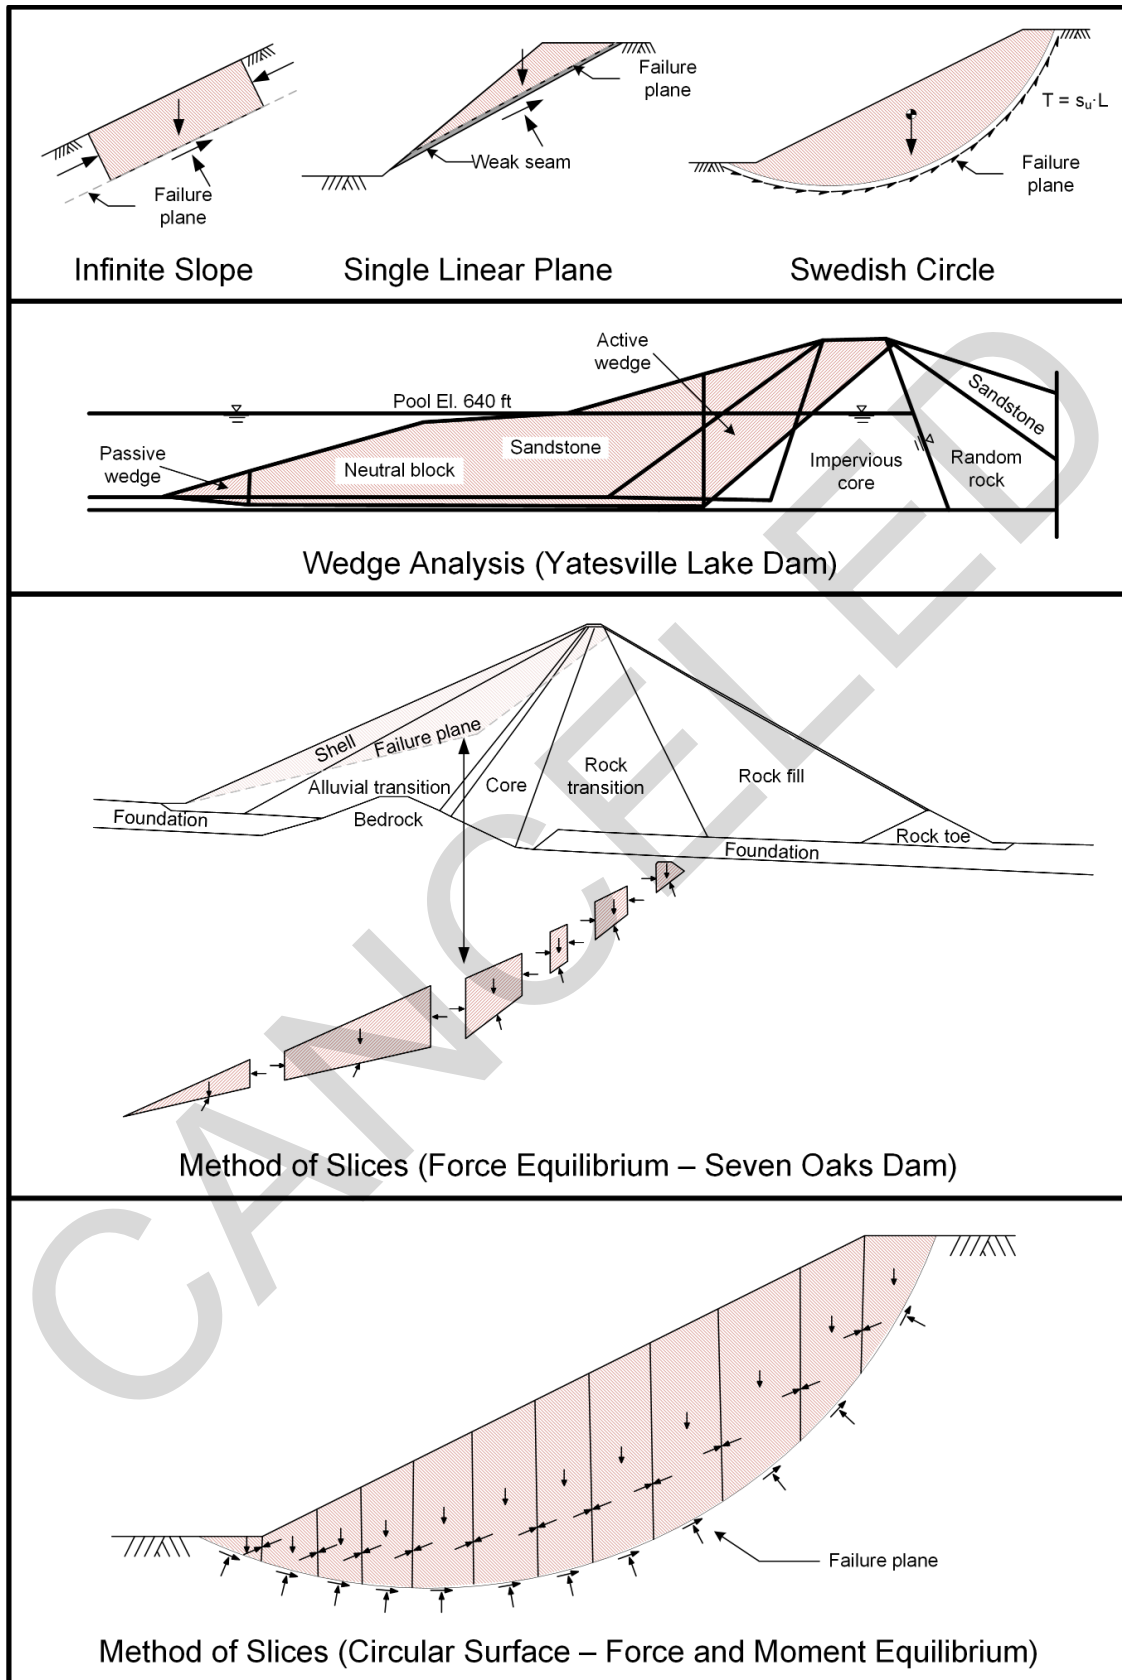 Failure
plane
Infinite Slope
Failure
plane
Weak seam
Single Linear Plane
T = sᵤ·L
Failure
plane
Swedish Circle
Active
wedge
Pool El. 640 ft
Passive
wedge
Neutral block
Sandstone
Impervious
core
Random
rock
Sandstone
Wedge Analysis (Yatesville Lake Dam)
Shell
Failure plane
Alluvial transition
Core
Rock
transition
Rock fill
Foundation
Bedrock
Foundation
Rock toe
Method of Slices (Force Equilibrium – Seven Oaks Dam)
Failure plane
Method of Slices (Circular Surface – Force and Moment Equilibrium)
CANCELED